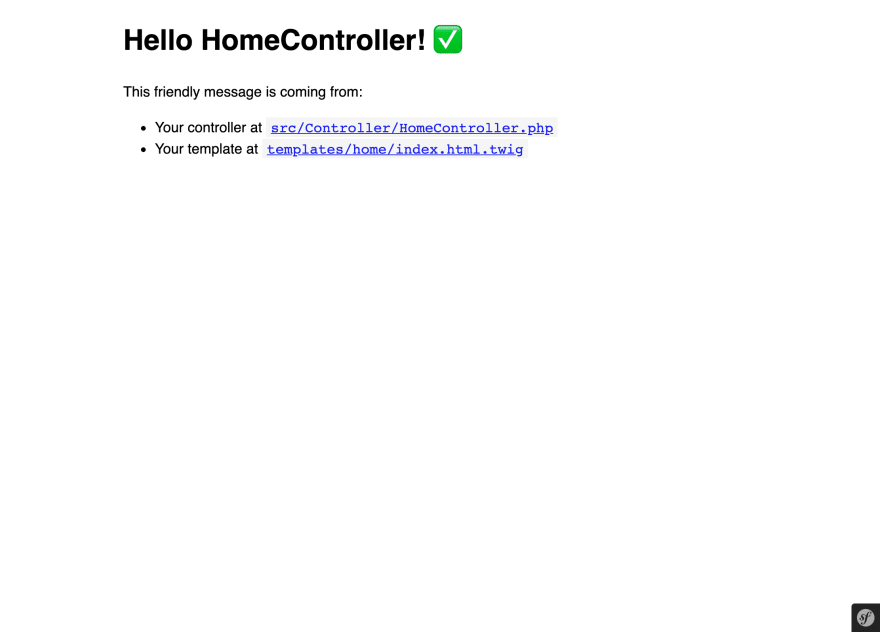 Hello HomeController! ✅
This friendly message is coming from:
• Your controller at src/Controller/HomeController.php
• Your template at templates/home/index.html.twig
sf